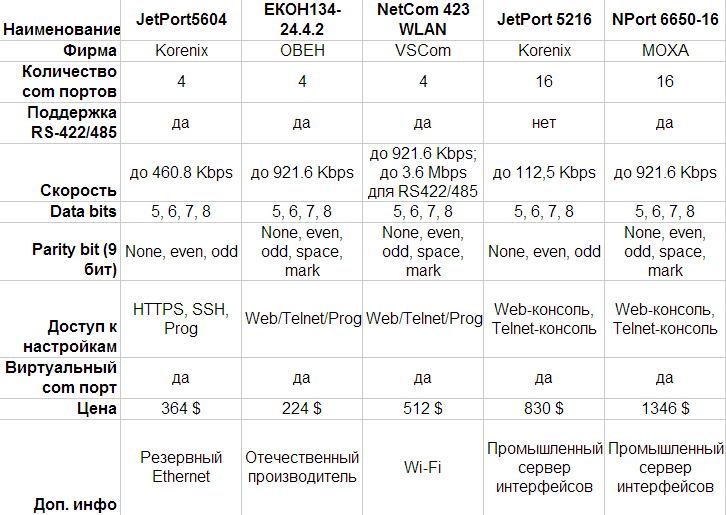 Наименование JetPort5604 ЕКОН134-24.4.2 NetCom 423 WLAN JetPort 5216 NPort 6650-16
Фирма Korenix ОВЕН VSCom Korenix MOXA
Количество com портов 4 4 4 16 16
Поддержка RS-422/485 да да да нет да
Скорость до 460.8 Kbps до 921.6 Kbps до 921.6 Kbps; до 3.6 Mbps для RS422/485 до 112,5 Kbps до 921.6 Kbps
Data bits 5, 6, 7, 8 5, 6, 7, 8 5, 6, 7, 8 5, 6, 7, 8 5, 6, 7, 8
Parity bit (9 бит) None, even, odd None, even, odd, space, mark None, even, odd, space, mark None, even, odd None, even, odd, space, mark
Доступ к настройкам HTTPS, SSH, Prog Web/Telnet/Prog Web/Telnet/Prog Web-консоль, Telnet-консоль Web-консоль, Telnet-консоль
Виртуальный com порт да да да да да
Цена 364 $ 224 $ 512 $ 830 $ 1346 $
Доп. инфо Резервный Ethernet Отечественный производитель Wi-Fi Промышленный сервер интерфейсов Промышленный сервер интерфейсов